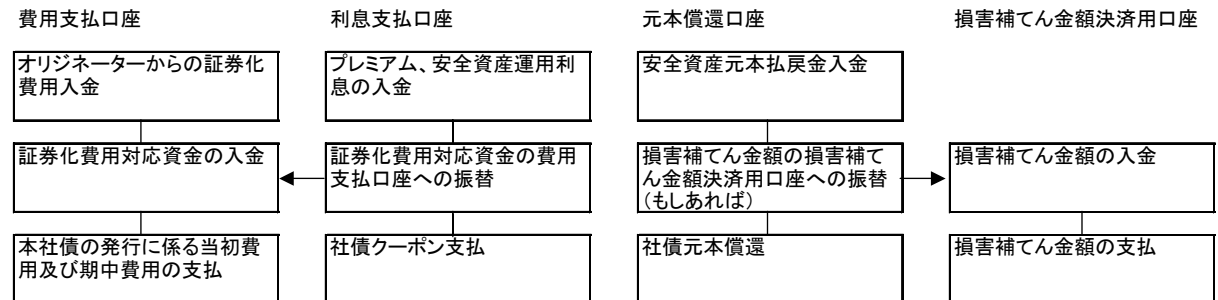 費用支払口座
利息支払口座
元本償還口座
損害補てん金額決済用口座
オリジネーターからの証券化
費用入金
プレミアム、安全資産運用利
息の入金
安全資産元本払戻金入金
証券化費用対応資金の入金
証券化費用対応資金の費用
支払口座への振替
損害補てん金額の損害補て
ん金額決済用口座への振替
（もしあれば）
損害補てん金額の入金
本社債の発行に係る当初費
用及び期中費用の支払
社債クーポン支払
社債元本償還
損害補てん金額の支払